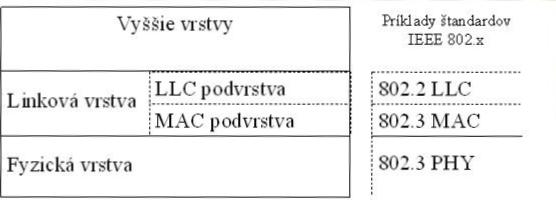 Vyššie vrstvy
Príklady štandardov
IEEE 802.x
Linková vrstva
LLC podvrstva
802.2 LLC
MAC podvrstva
802.3 MAC
Fyzická vrstva
802.3 PHY